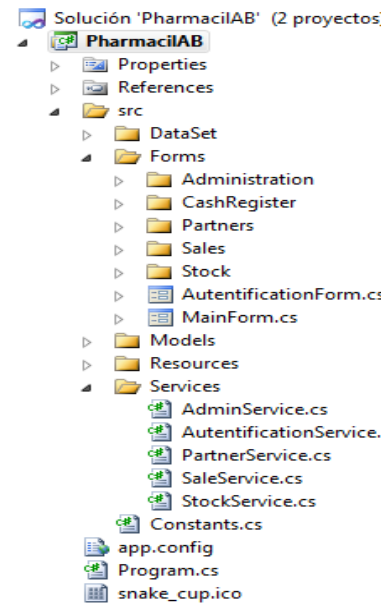 Solución 'PharmacilAB' (2 proyectos)
PharmacilAB
Properties
References
src
DataSet
Forms
Administration
CashRegister
Partners
Sales
Stock
AutentificationForm.cs
MainForm.cs
Models
Resources
Services
AdminService.cs
AutentificationService.
PartnerService.cs
SaleService.cs
StockService.cs
Constants.cs
app.config
Program.cs
snake_cup.ico